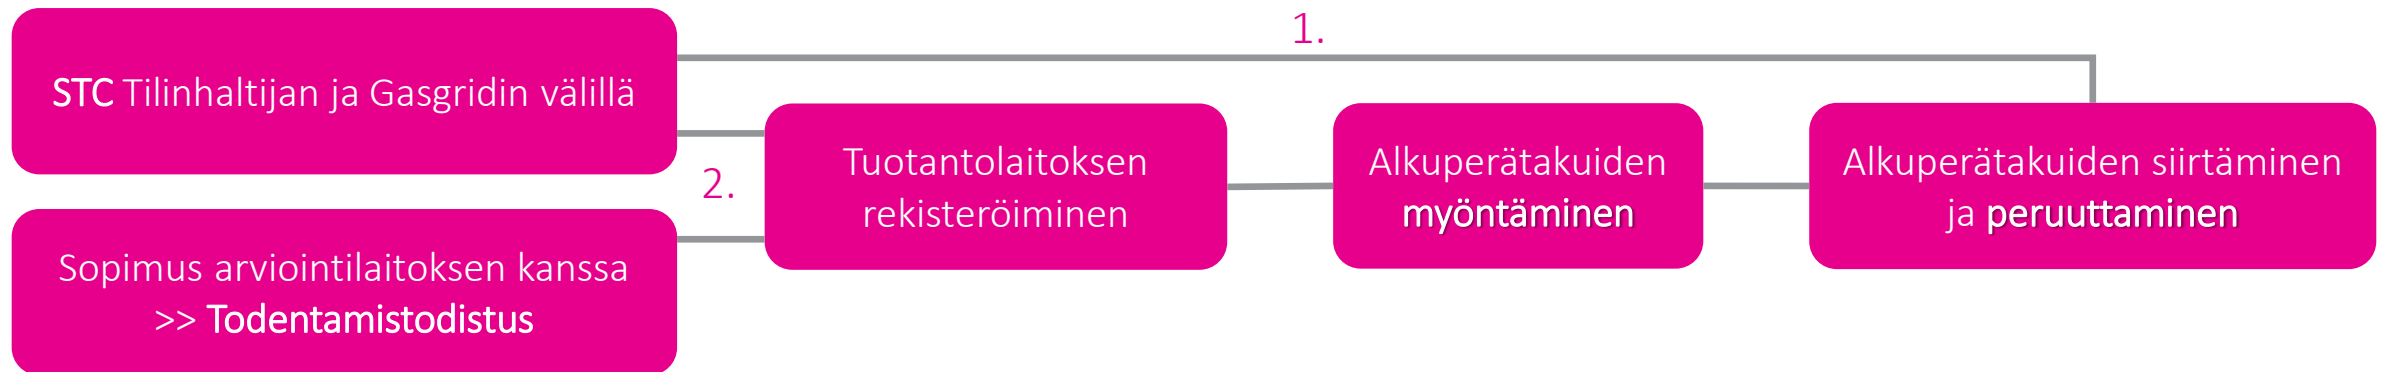 1.
STC Tilinhaltijan ja Gasgridin välillä
2.
Sopimus arviointilaitoksen kanssa
>> Todentamistodistus
Tuotantolaitoksen
rekisteröiminen
Alkuperätakuiden
myöntäminen
Alkuperätakuiden siirtäminen
ja peruuttaminen